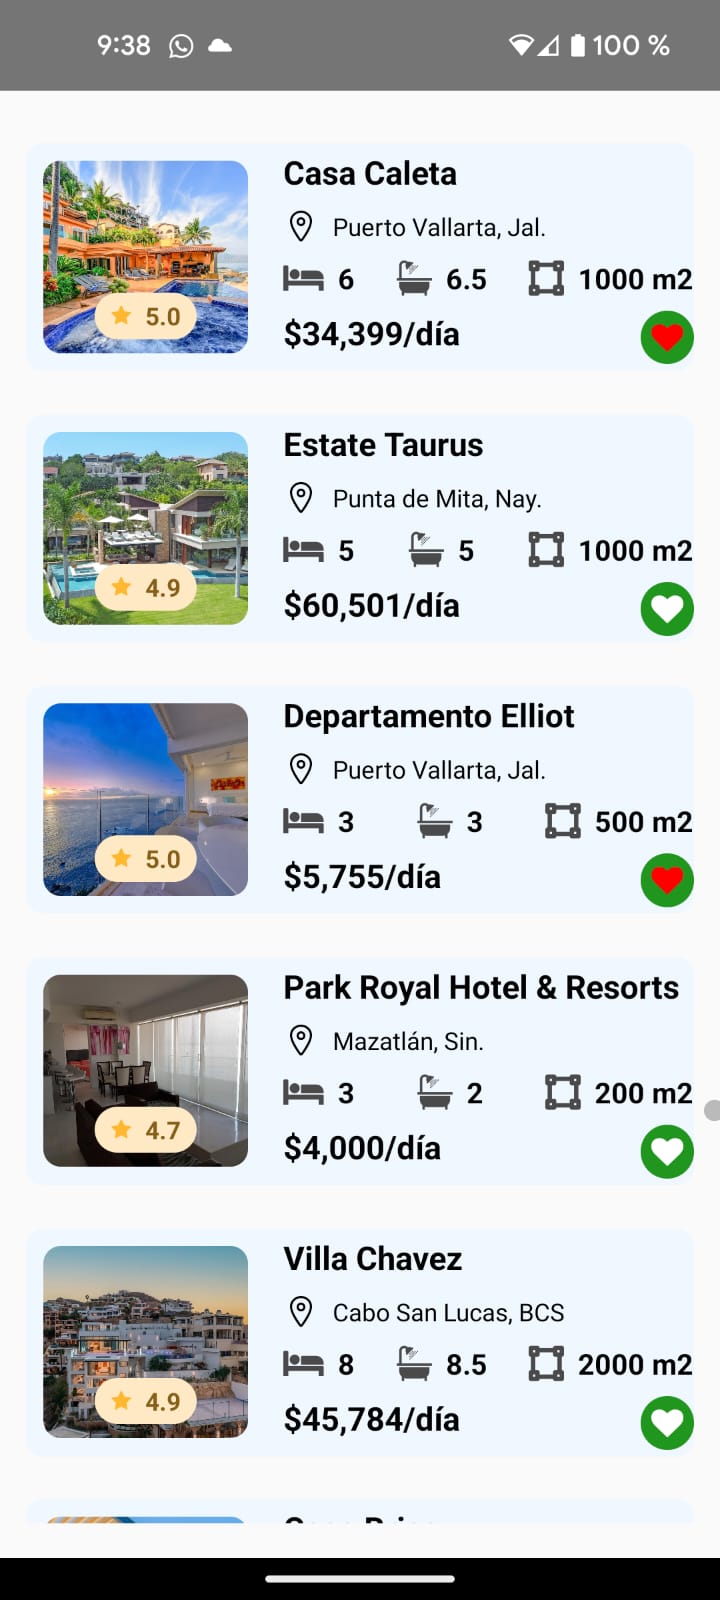 9:38 100 %
Casa Caleta
Puerto Vallarta, Jal.
6 6.5 1000 m2
5.0
$34,399/día
Estate Taurus
Punta de Mita, Nay.
5 5 1000 m2
4.9
$60,501/día
Departamento Elliot
Puerto Vallarta, Jal.
3 3 500 m2
5.0
$5,755/día
Park Royal Hotel & Resorts
Mazatlán, Sin.
3 2 200 m2
4.7
$4,000/día
Villa Chavez
Cabo San Lucas, BCS
8 8.5 2000 m2
4.9
$45,784/día